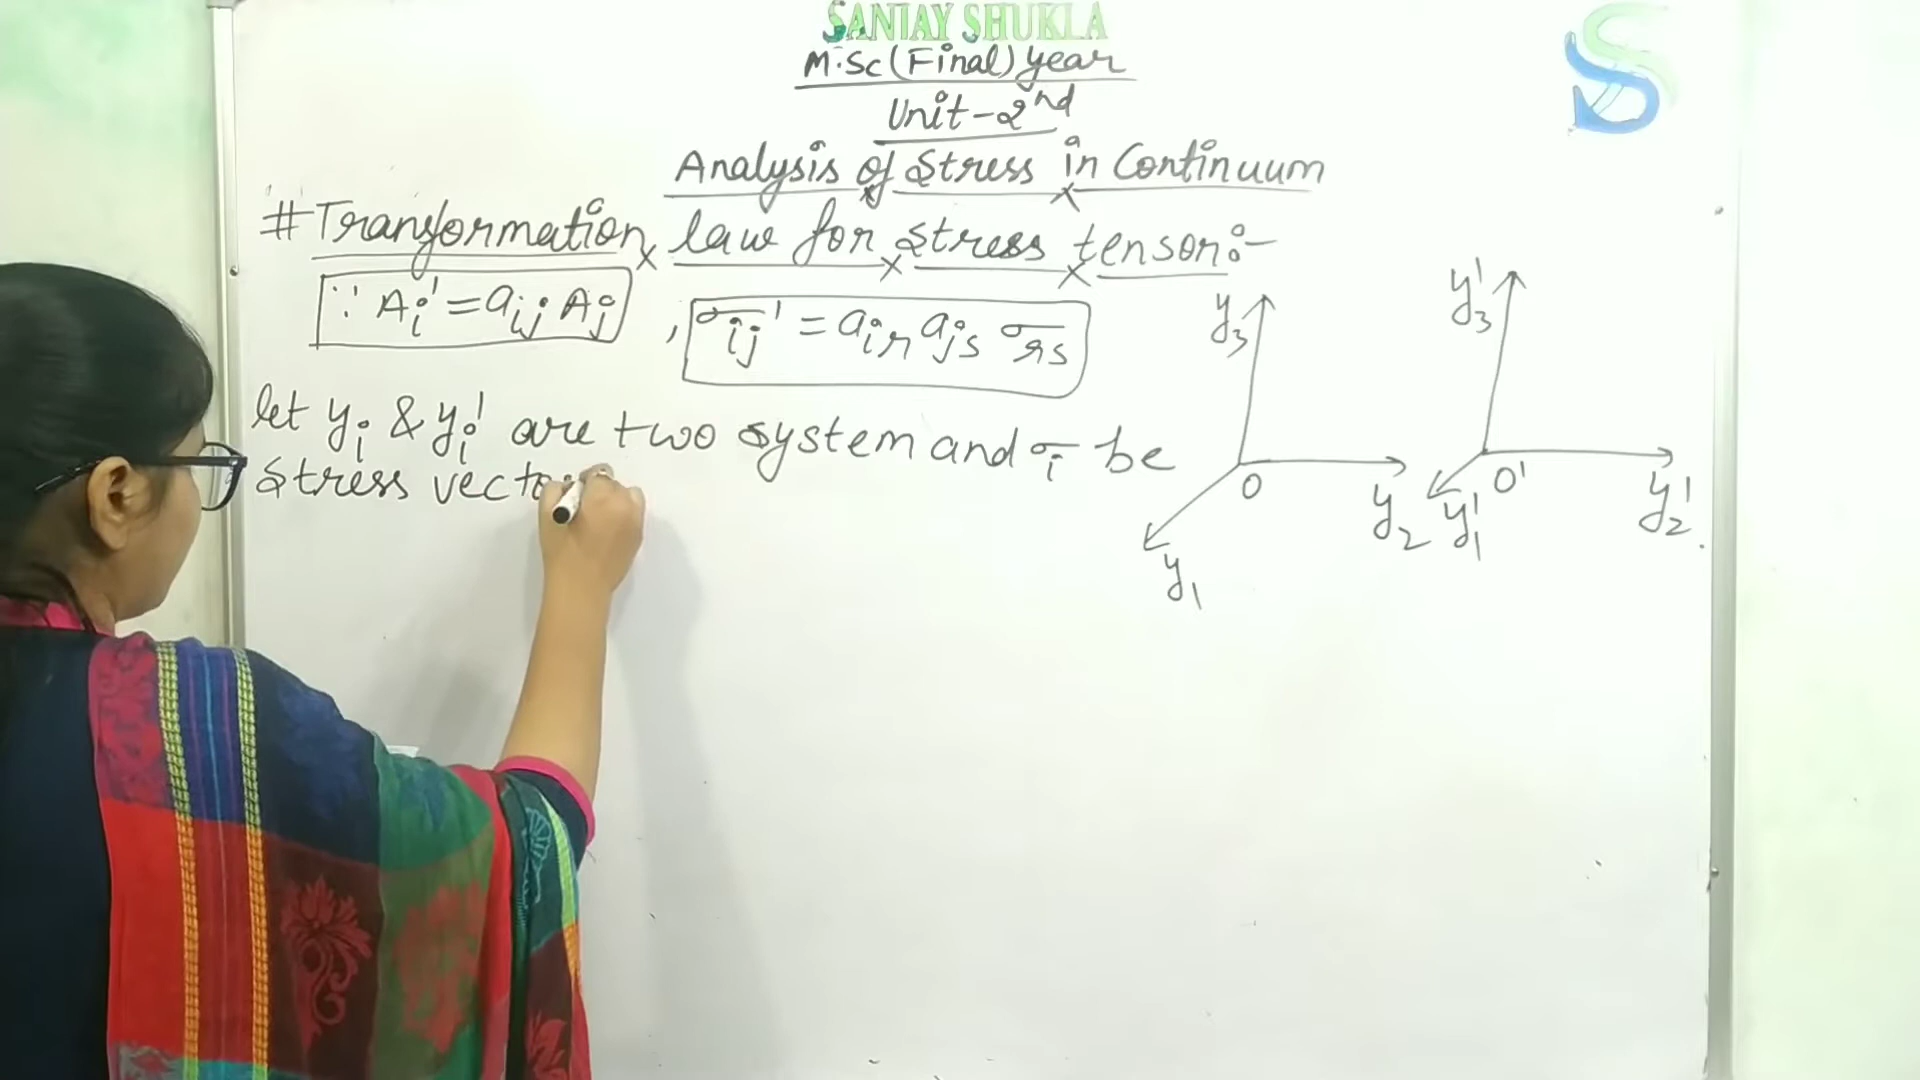 SANJAY SHUKLA
M.Sc (Final) year
Unit-2nd
Analysis of Stress in Continuum
# Transformation law for stress tensor:-
∵ Ai' = aij Aj , σij' = air ajs σrs
let yi & yi' are two system and σi be
stress vecto
y3
O
y2
y1
y3'
O'
y2'
y1'